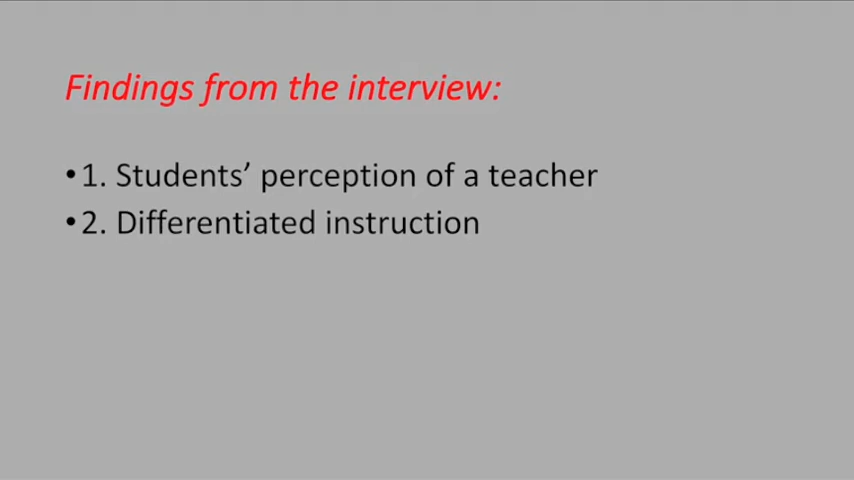 Findings from the interview:
•1. Students’ perception of a teacher
•2. Differentiated instruction